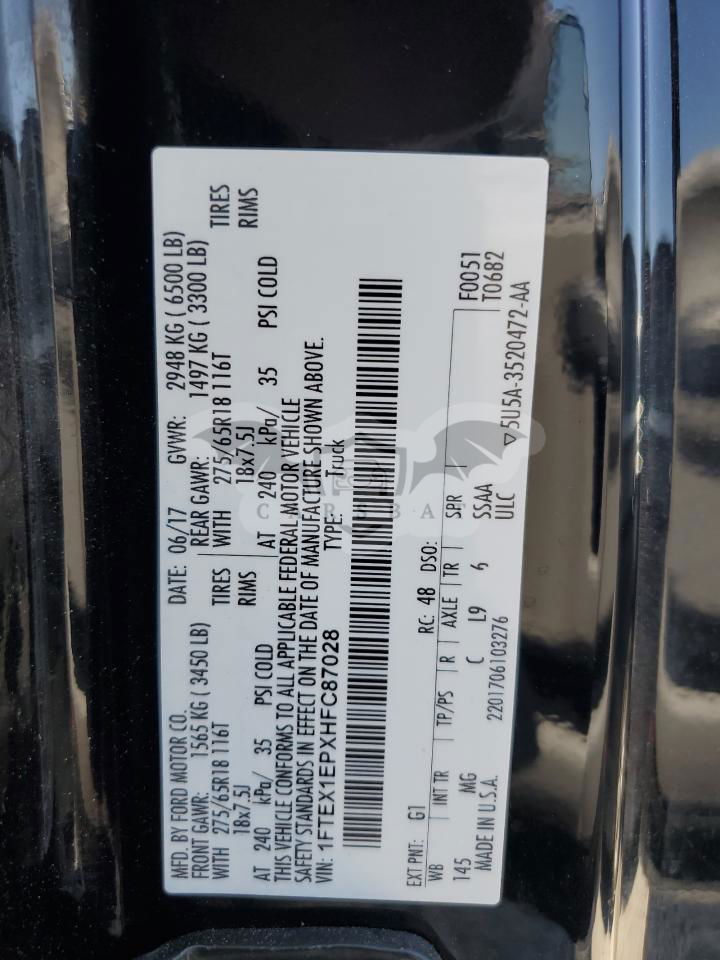 MFD. BY FORD MOTOR CO. DATE: 06/17 GVWR: 2948 KG ( 6500 LB)
FRONT GAWR: 1565 KG ( 3450 LB) REAR GAWR: 1497 KG ( 3300 LB)
WITH 275/65R18 116T TIRES WITH 275/65R18 116T TIRES
18x7.5J RIMS 18x7.5J RIMS
AT 240 kPa/ 35 PSI COLD AT 240 kPa/ 35 PSI COLD
THIS VEHICLE CONFORMS TO ALL APPLICABLE FEDERAL MOTOR VEHICLE
SAFETY STANDARDS IN EFFECT ON THE DATE OF MANUFACTURE SHOWN ABOVE.
VIN: 1FTEX1EPXHFC87028 TYPE: Truck
EXT PNT: G1 RC: 48 DSO: F0051
WB INT TR TP/PS R AXLE TR SPR T0682
145 MG C L9 6 SSAA
MADE IN U.S.A. 2201706103276 ULC
5U5A-3520472-AA
CARSBAT